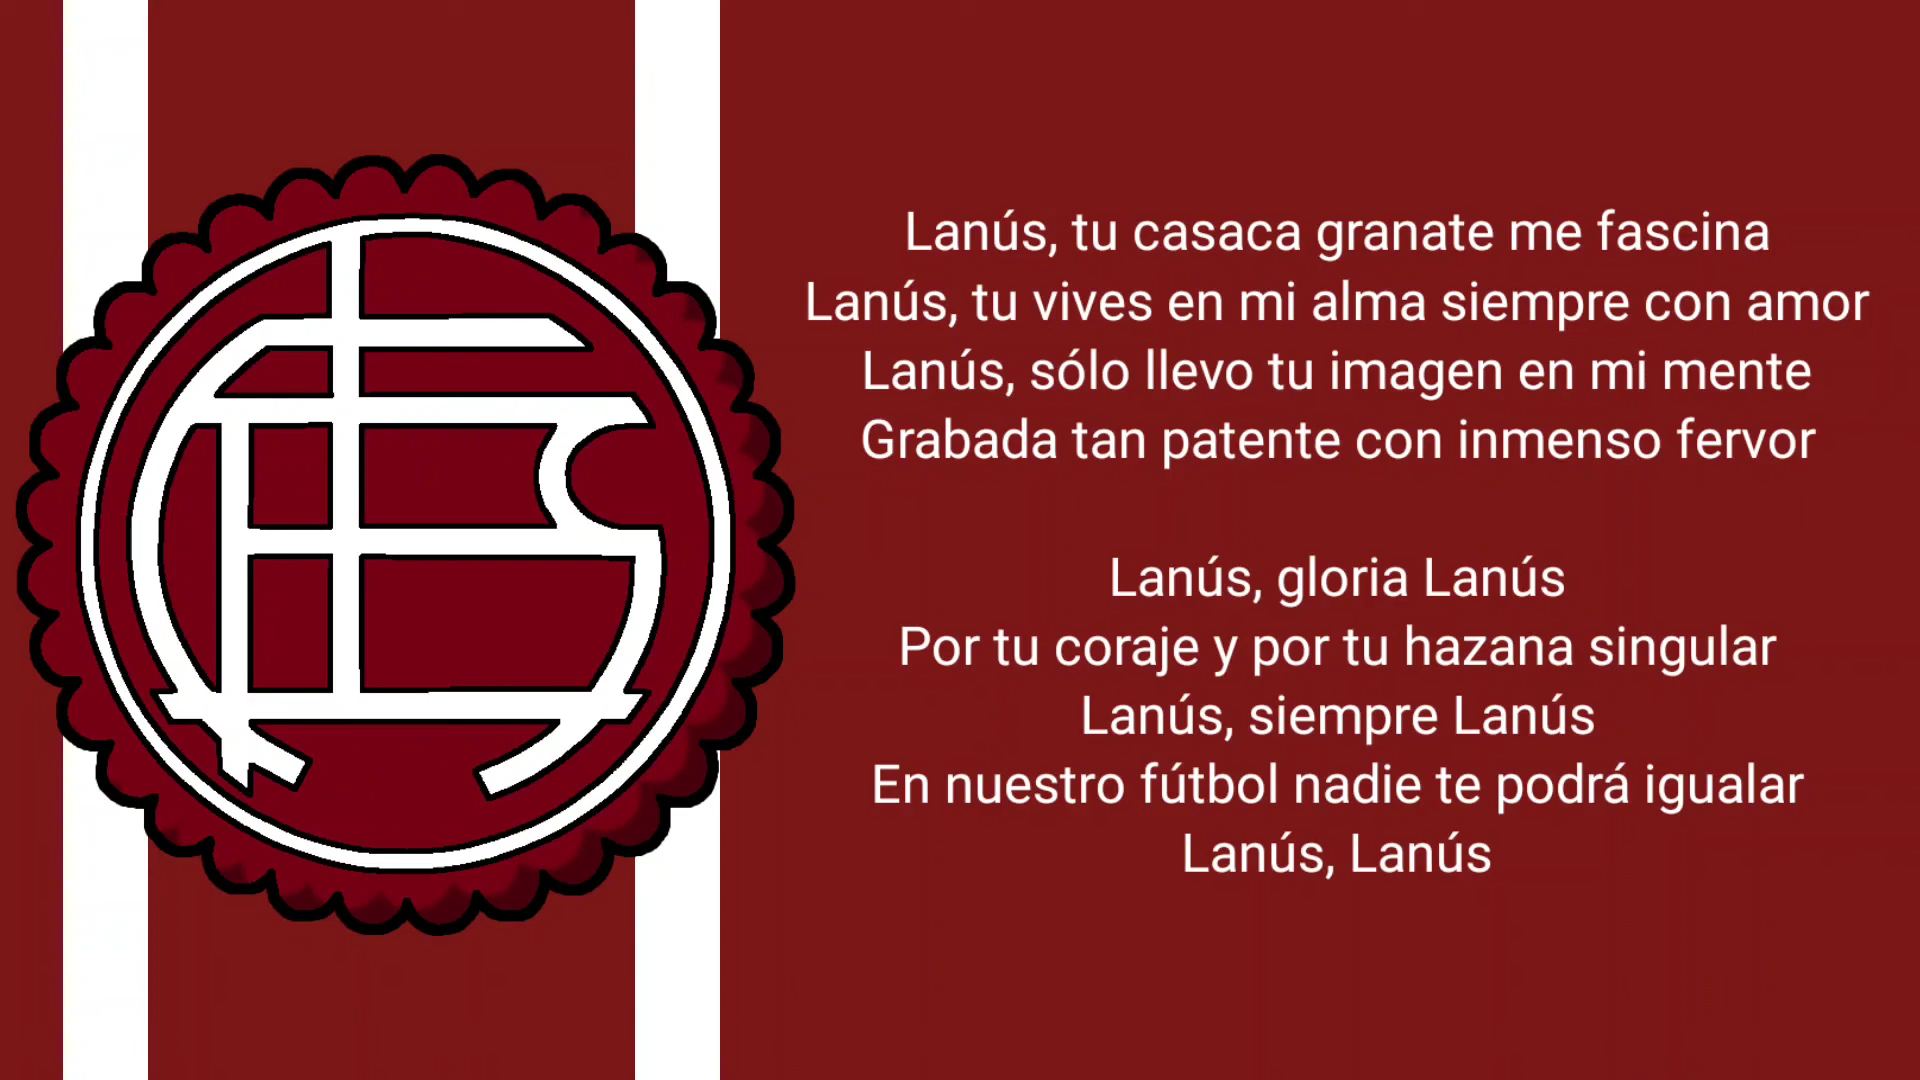 Lanús, tu casaca granate me fascina
Lanús, tu vives en mi alma siempre con amor
Lanús, sólo llevo tu imagen en mi mente
Grabada tan patente con inmenso fervor
Lanús, gloria Lanús
Por tu coraje y por tu hazana singular
Lanús, siempre Lanús
En nuestro fútbol nadie te podrá igualar
Lanús, Lanús